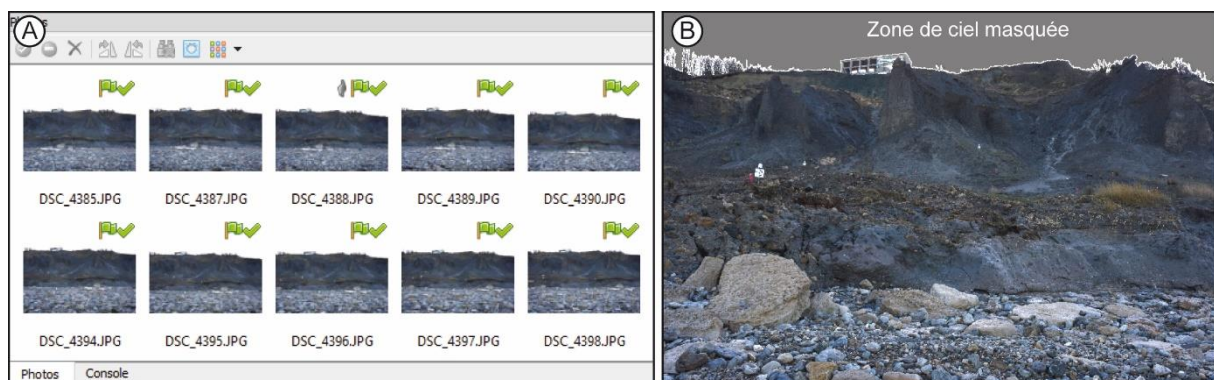 A
Photos
DSC_4385.JPG DSC_4387.JPG DSC_4388.JPG DSC_4389.JPG DSC_4390.JPG
DSC_4394.JPG DSC_4395.JPG DSC_4396.JPG DSC_4397.JPG DSC_4398.JPG
Photos Console
B
Zone de ciel masquée